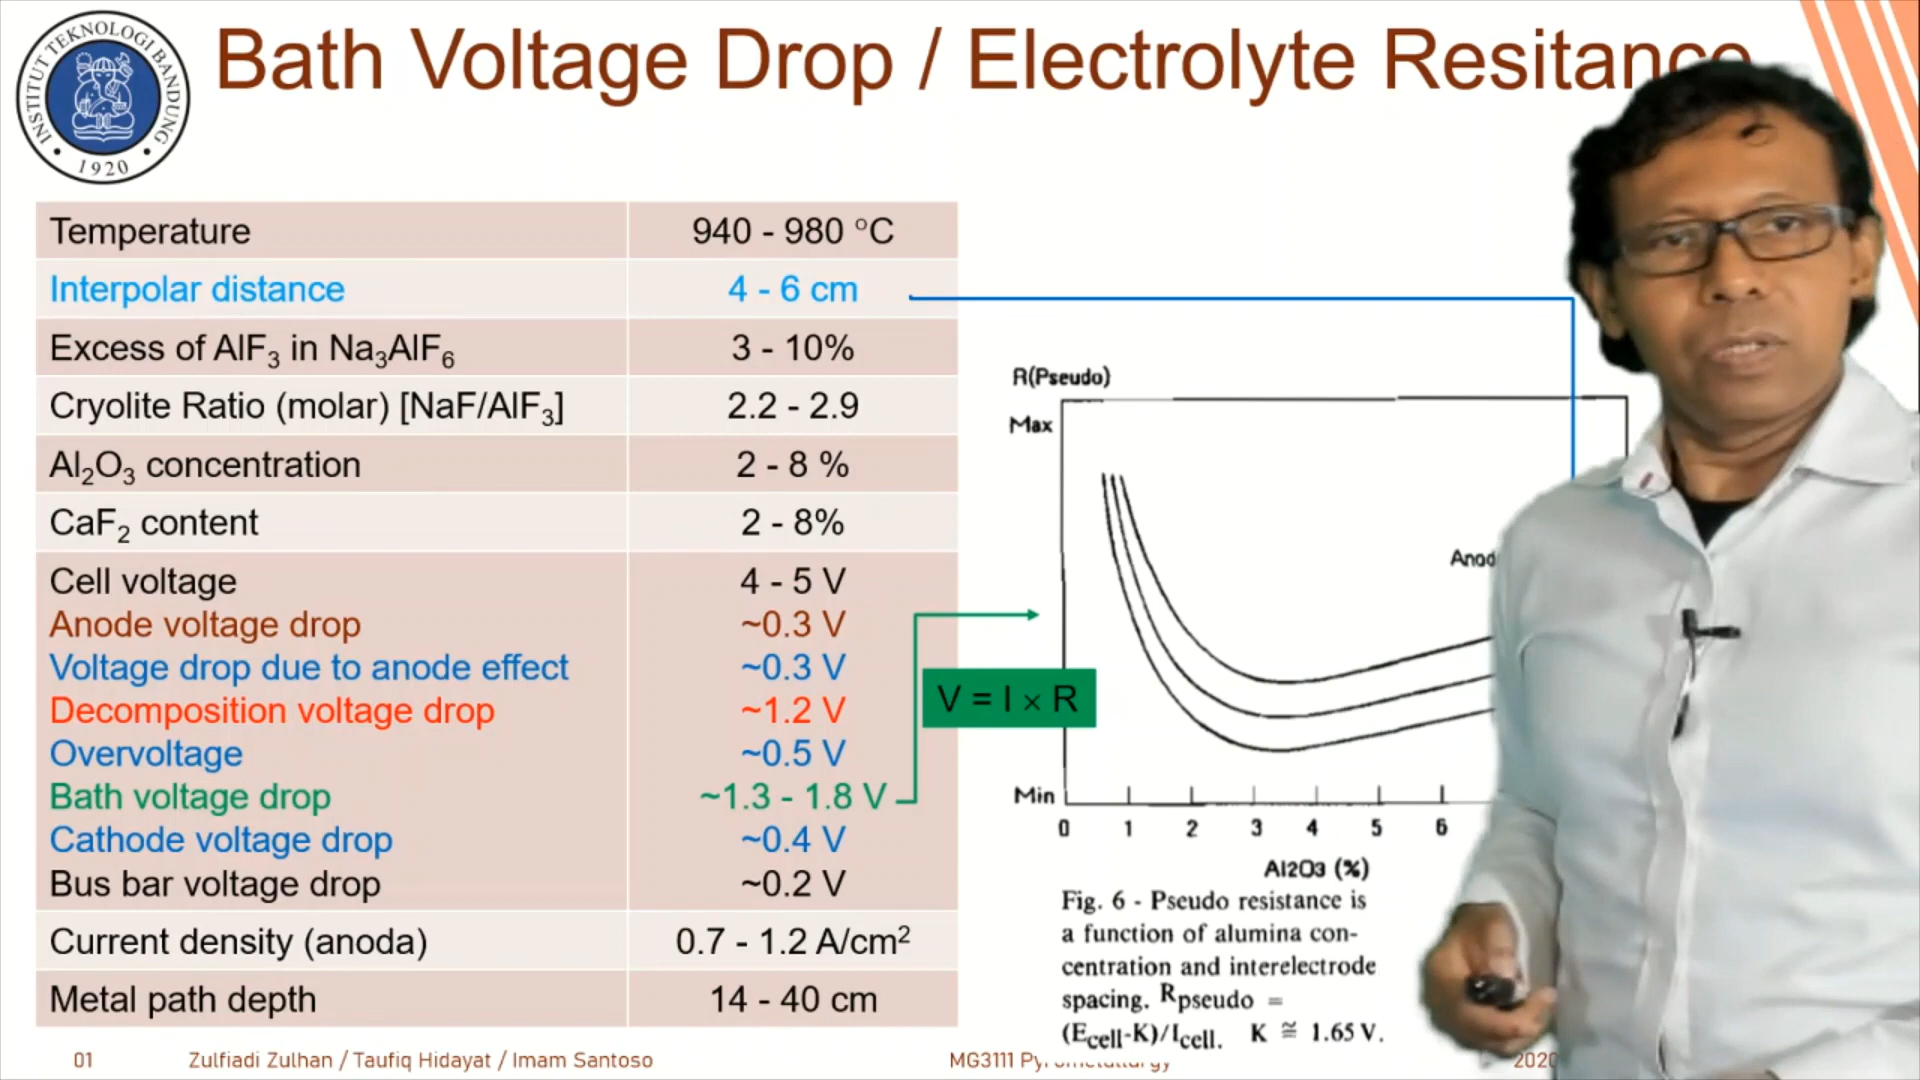 Bath Voltage Drop / Electrolyte Resitance
INSTITUT TEKNOLOGI BANDUNG
1920
Temperature 940 - 980 °C
Interpolar distance 4 - 6 cm
Excess of AlF₃ in Na₃AlF₆ 3 - 10%
Cryolite Ratio (molar) [NaF/AlF₃] 2.2 - 2.9
Al₂O₃ concentration 2 - 8 %
CaF₂ content 2 - 8%
Cell voltage 4 - 5 V
Anode voltage drop ~0.3 V
Voltage drop due to anode effect ~0.3 V
Decomposition voltage drop ~1.2 V
Overvoltage ~0.5 V
Bath voltage drop ~1.3 - 1.8 V
Cathode voltage drop ~0.4 V
Bus bar voltage drop ~0.2 V
Current density (anoda) 0.7 - 1.2 A/cm²
Metal path depth 14 - 40 cm
V = I × R
R(Pseudo)
Max
Min
0 1 2 3 4 5 6
Al2O3 (%)
Fig. 6 - Pseudo resistance is
a function of alumina con-
centration and interelectrode
spacing. Rpseudo =
(Ecell-K)/Icell. K ≅ 1.65 V.
01 Zulfiadi Zulhan / Taufiq Hidayat / Imam Santoso MG3111 Pyrometallurgy 2020